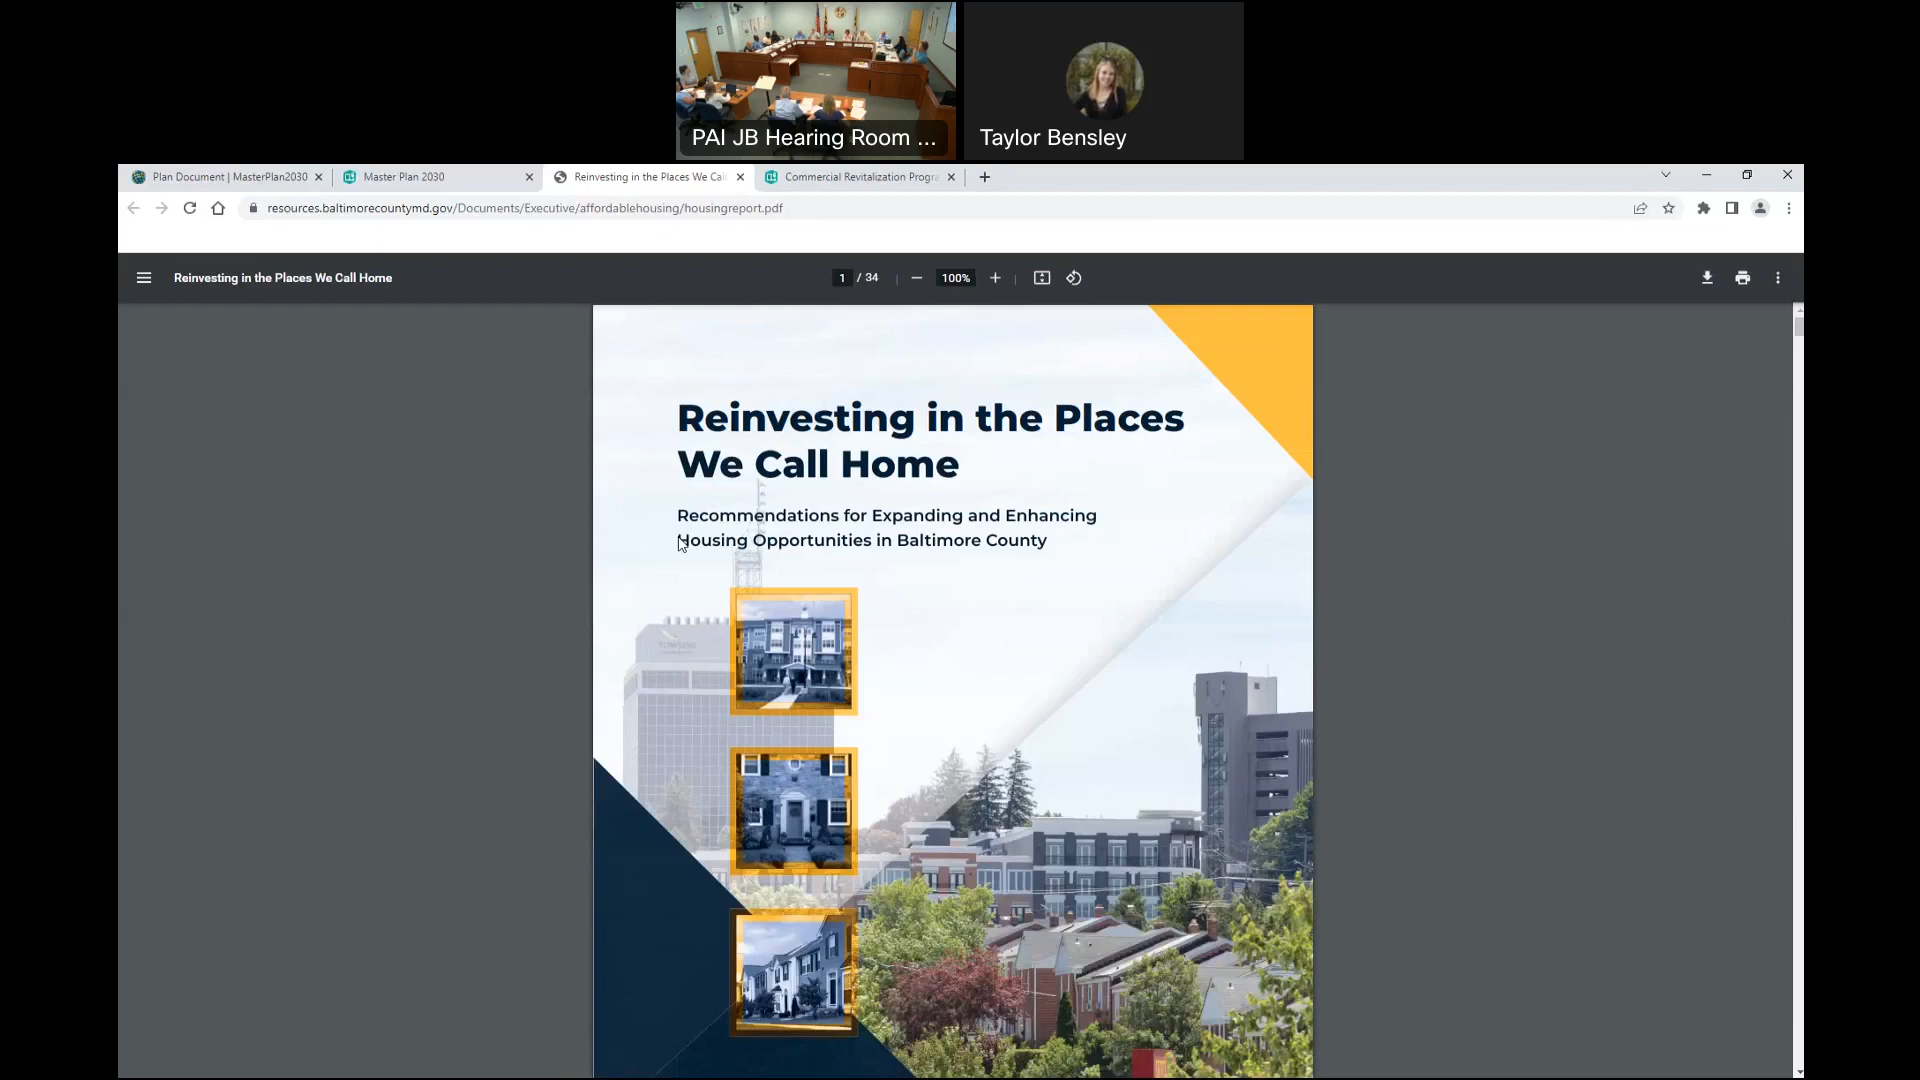 PAI JB Hearing Room ...
Taylor Bensley
Plan Document | MasterPlan2030
Master Plan 2030
Reinvesting in the Places We Cal
Commercial Revitalization Progra
resources.baltimorecountymd.gov/Documents/Executive/affordablehousing/housingreport.pdf
Reinvesting in the Places We Call Home
1 / 34
100%
Reinvesting in the Places
We Call Home
Recommendations for Expanding and Enhancing
Housing Opportunities in Baltimore County
TOWSON